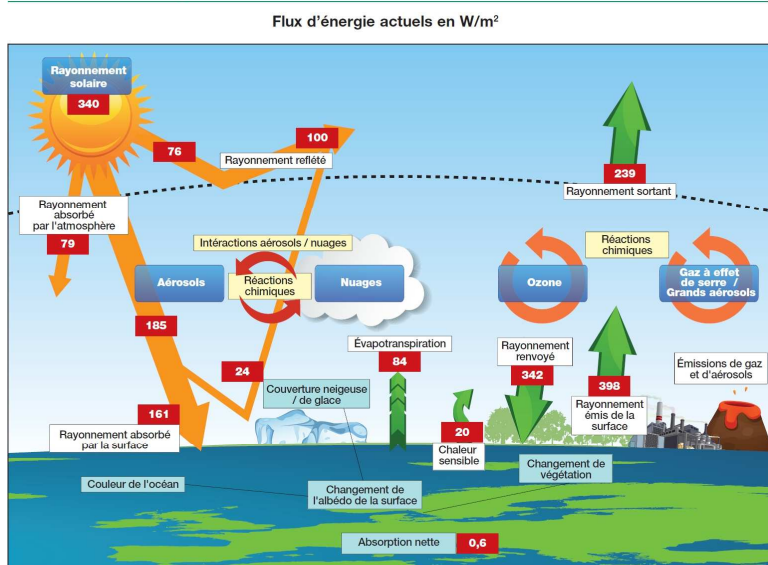 Flux d'énergie actuels en W/m²
Rayonnement
solaire
340
76
100
Rayonnement reflété
239
Rayonnement sortant
Rayonnement
absorbé
par l'atmosphère
79
Intéractions aérosols / nuages
Aérosols
Réactions
chimiques
Nuages
Réactions
chimiques
Ozone
Gaz à effet
de serre /
Grands aérosols
185
24
Évapotranspiration
84
Rayonnement
renvoyé
342
398
Rayonnement
émis de la
surface
Émissions de gaz
et d'aérosols
Couverture neigeuse
/ de glace
161
Rayonnement absorbé
par la surface
20
Chaleur
sensible
Changement de
végétation
Couleur de l'océan
Changement de
l'albédo de la surface
Absorption nette
0,6